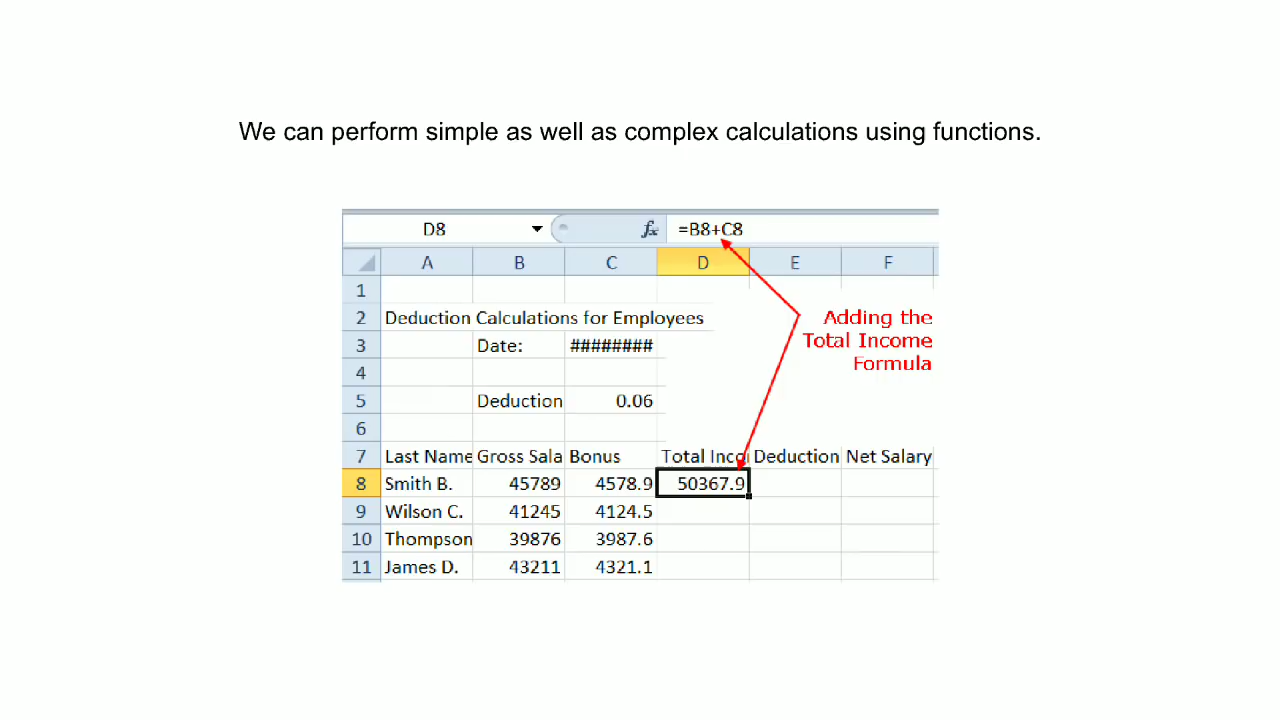 We can perform simple as well as complex calculations using functions.
D8 fx =B8+C8
A B C D E F
1
2 Deduction Calculations for Employees
Adding the
Total Income
Formula
3 Date: ########
4
5 Deduction 0.06
6
7 Last Name Gross Sala Bonus Total Inco Deduction Net Salary
8 Smith B. 45789 4578.9 50367.9
9 Wilson C. 41245 4124.5
10 Thompson 39876 3987.6
11 James D. 43211 4321.1